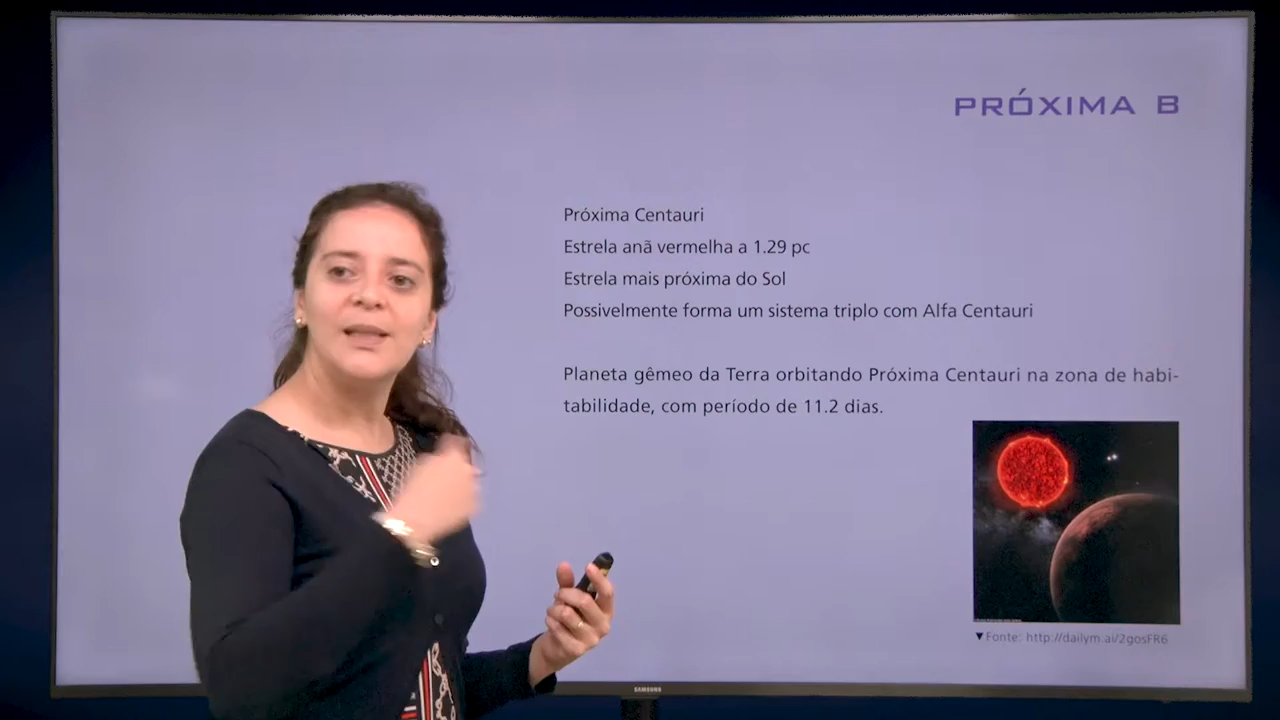 PRÓXIMA B
Próxima Centauri
Estrela anã vermelha a 1.29 pc
Estrela mais próxima do Sol
Possivelmente forma um sistema triplo com Alfa Centauri
Planeta gêmeo da Terra orbitando Próxima Centauri na zona de habi-
tabilidade, com período de 11.2 dias.
▼Fonte: http://dailym.ai/2gosFR6
SAMSUNG